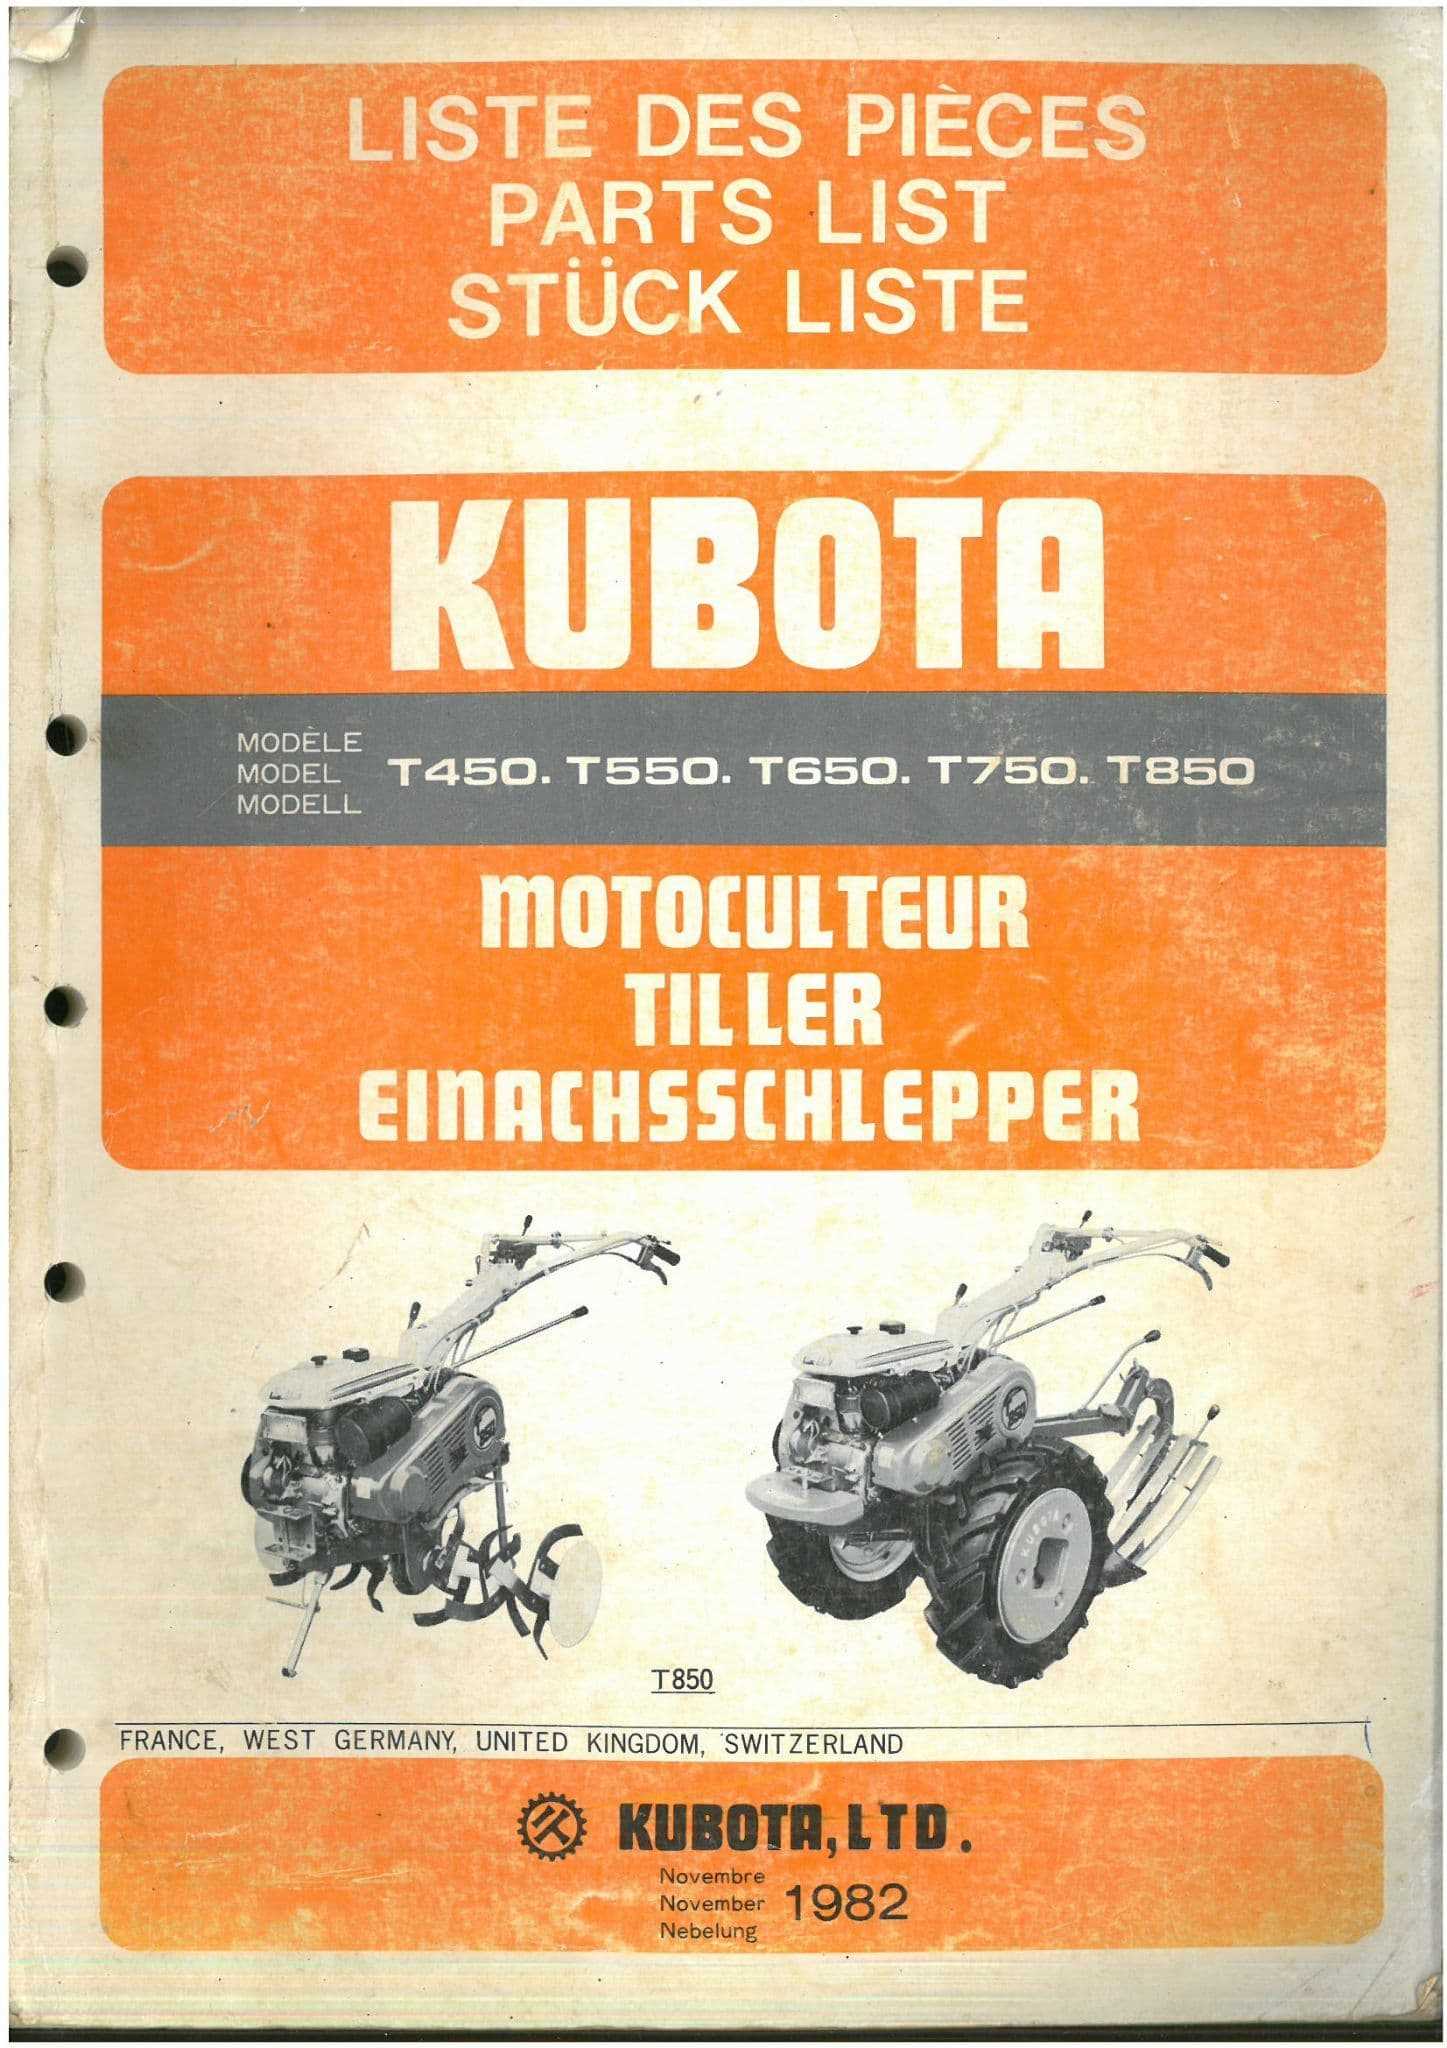 LISTE DES PIÈCES
PARTS LIST
STÜCK LISTE
KUBOTA
MODÈLE
MODEL
MODELL
T450. T550. T650. T750. T850
MOTOCULTEUR
TILLER
EINACHSSCHLEPPER
KUBOTA
T850
FRANCE, WEST GERMANY, UNITED KINGDOM, SWITZERLAND
KUBOTA, LTD.
Novembre
November
Nebelung
1982